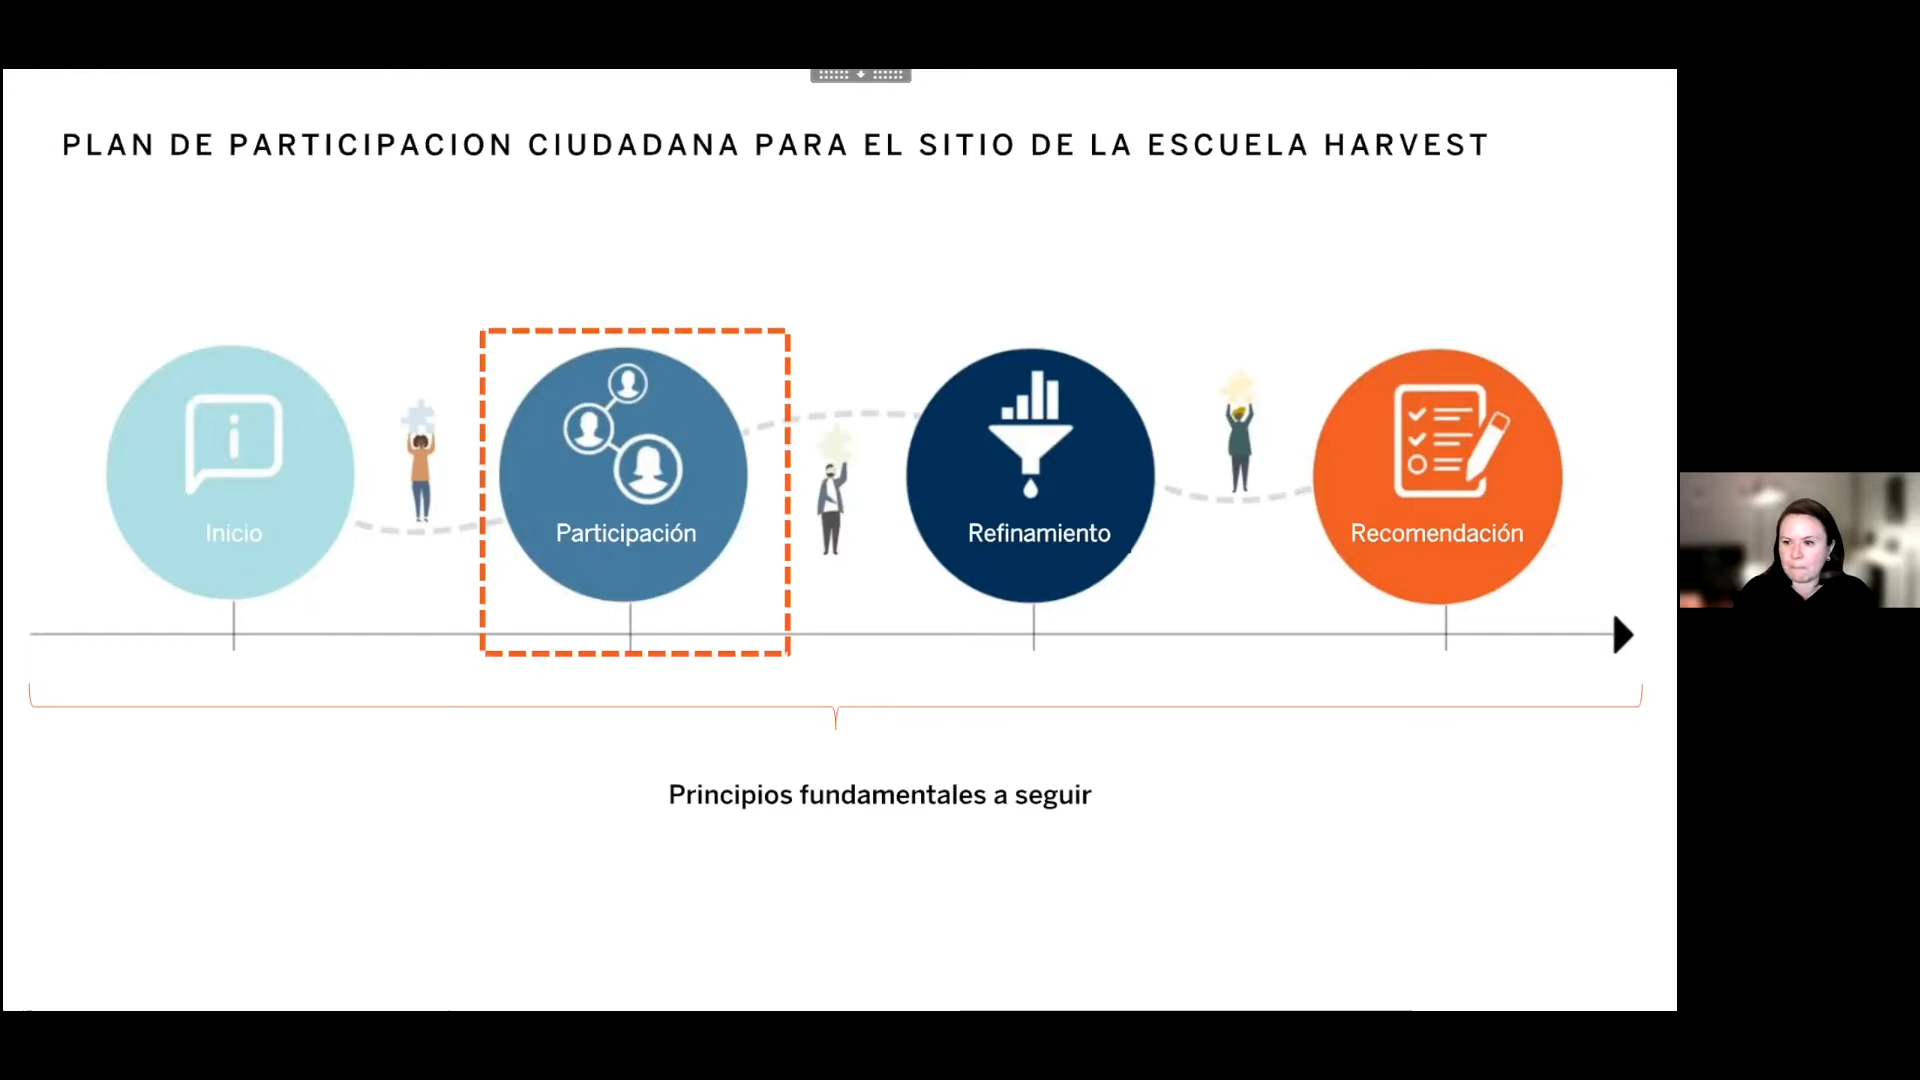 PLAN DE PARTICIPACION CIUDADANA PARA EL SITIO DE LA ESCUELA HARVEST
Inicio
Participación
Refinamiento
Recomendación
Principios fundamentales a seguir